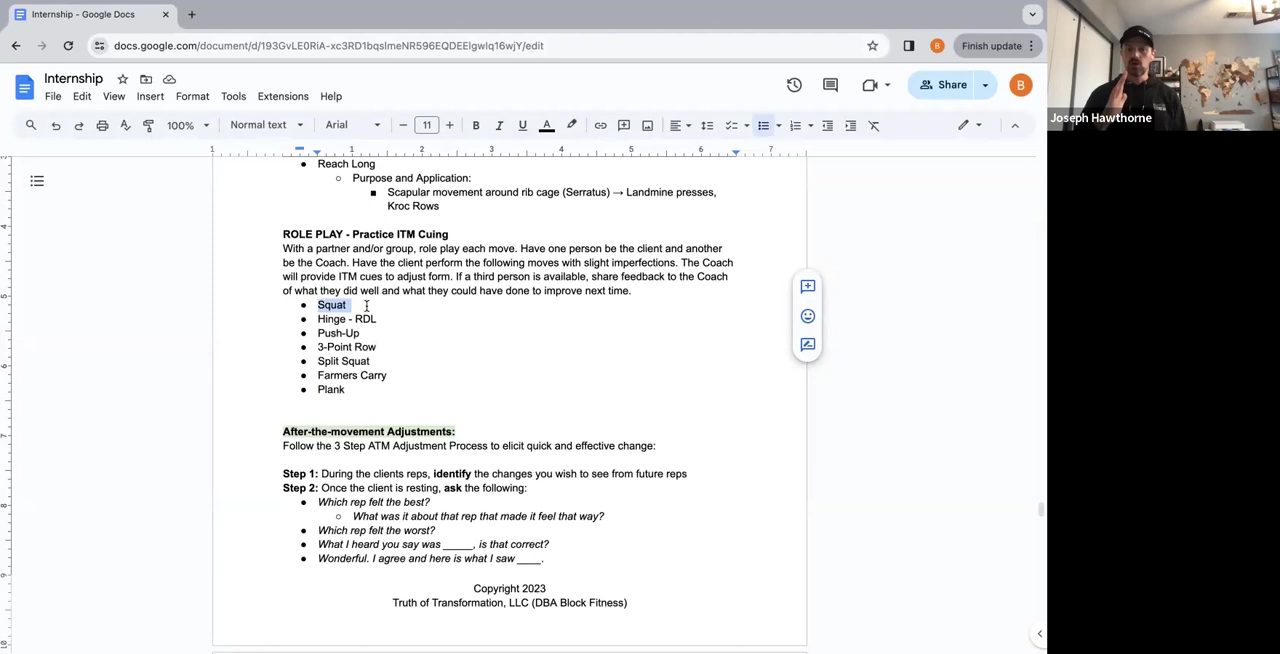 Internship - Google Docs
docs.google.com/document/d/193GvLE0RiA-xc3RD1bqsImeNR596EQDEEIgwIq16wjY/edit
B
Finish update
Internship
File Edit View Insert Format Tools Extensions Help
Share
B
100% Normal text Arial 11 B I U A
1 1 2 3 4 5 6 7
Reach Long
Purpose and Application:
Scapular movement around rib cage (Serratus) → Landmine presses,
Kroc Rows
ROLE PLAY - Practice ITM Cuing
With a partner and/or group, role play each move. Have one person be the client and another
be the Coach. Have the client perform the following moves with slight imperfections. The Coach
will provide ITM cues to adjust form. If a third person is available, share feedback to the Coach
of what they did well and what they could have done to improve next time.
Squat
Hinge - RDL
Push-Up
3-Point Row
Split Squat
Farmers Carry
Plank
After-the-movement Adjustments:
Follow the 3 Step ATM Adjustment Process to elicit quick and effective change:
Step 1: During the clients reps, identify the changes you wish to see from future reps
Step 2: Once the client is resting, ask the following:
Which rep felt the best?
What was it about that rep that made it feel that way?
Which rep felt the worst?
What I heard you say was _____, is that correct?
Wonderful. I agree and here is what I saw ____.
Copyright 2023
Truth of Transformation, LLC (DBA Block Fitness)
Joseph Hawthorne